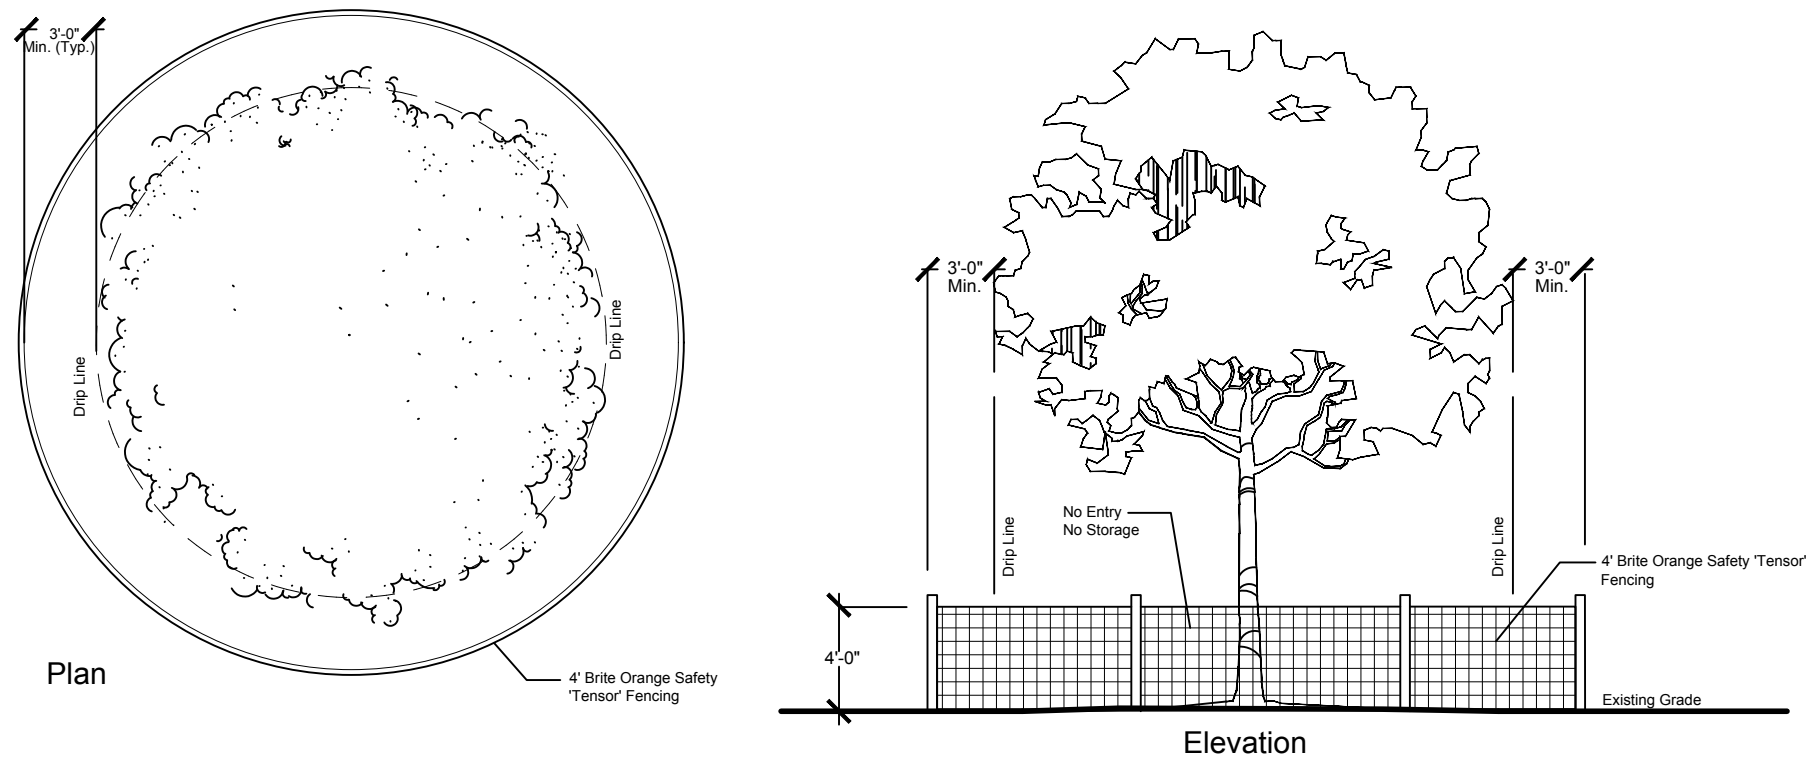 3'-0"
Min. (Typ.)
Drip Line
Drip Line
Plan
4' Brite Orange Safety
'Tensor' Fencing
3'-0"
Min.
3'-0"
Min.
No Entry
No Storage
Drip Line
Drip Line
4' Brite Orange Safety 'Tensor'
Fencing
4'-0"
Existing Grade
Elevation